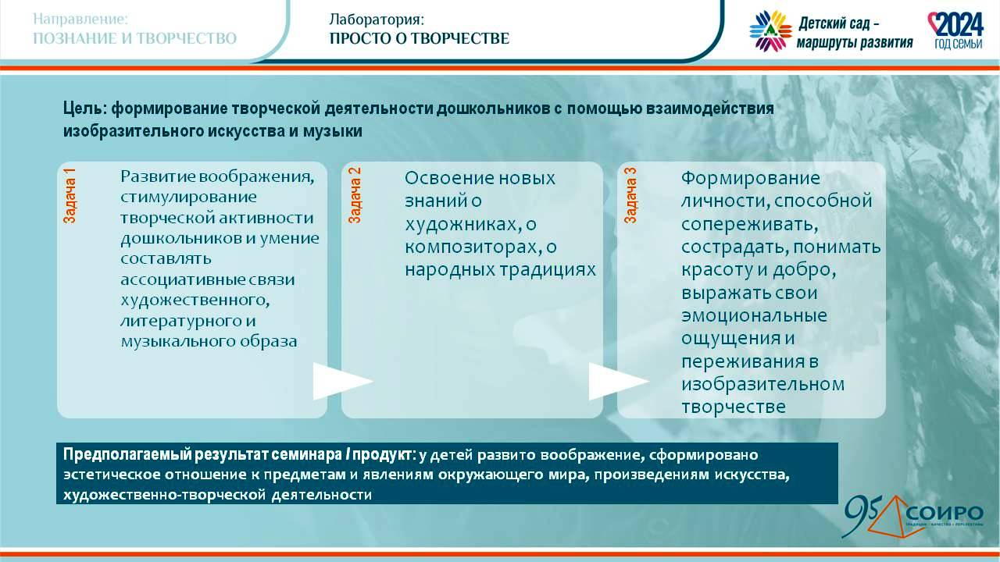 Направление:
ПОЗНАНИЕ И ТВОРЧЕСТВО
Лаборатория:
ПРОСТО О ТВОРЧЕСТВЕ
Детский сад –
маршруты развития
2024
ГОД СЕМЬИ
Цель: формирование творческой деятельности дошкольников с помощью взаимодействия
изобразительного искусства и музыки
Задача 1
Развитие воображения,
стимулирование
творческой активности
дошкольников и умение
составлять
ассоциативные связи
художественного,
литературного и
музыкального образа
Задача 2
Освоение новых
знаний о
художниках, о
композиторах, о
народных традициях
Задача 3
Формирование
личности, способной
сопереживать,
сострадать, понимать
красоту и добро,
выражать свои
эмоциональные
ощущения и
переживания в
изобразительном
творчестве
Предполагаемый результат семинара / продукт: у детей развито воображение, сформировано
эстетическое отношение к предметам и явлениям окружающего мира, произведениям искусства,
художественно-творческой деятельности
95 СОИРО
ТРАДИЦИИ • КАЧЕСТВО • ПЕРСПЕКТИВЫ